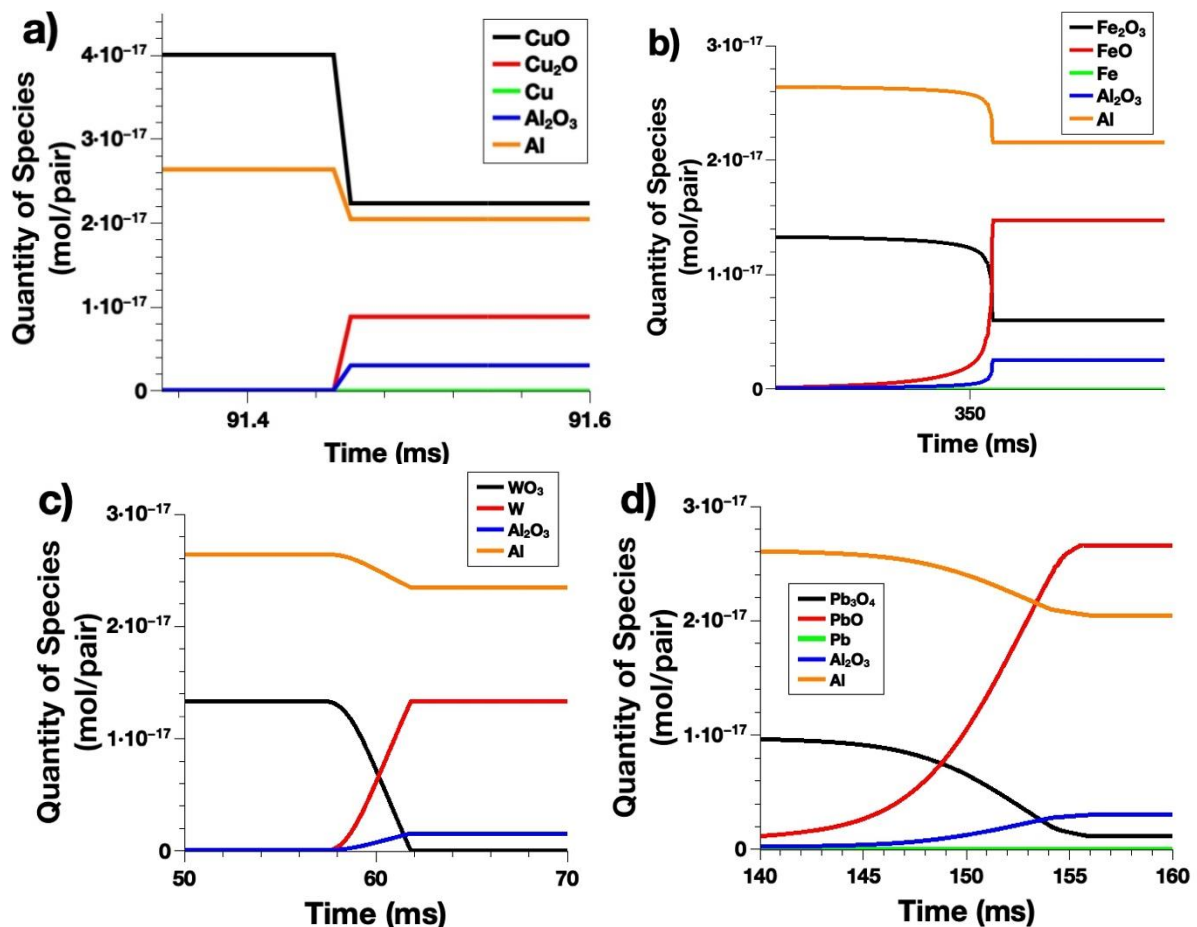 a)
CuO
Cu₂O
Cu
Al₂O₃
Al
Quantity of Species
(mol/pair)
4·10⁻¹⁷
3·10⁻¹⁷
2·10⁻¹⁷
1·10⁻¹⁷
0
91.4
91.6
Time (ms)
b)
Fe₂O₃
FeO
Fe
Al₂O₃
Al
Quantity of Species
(mol/pair)
3·10⁻¹⁷
2·10⁻¹⁷
1·10⁻¹⁷
0
350
Time (ms)
c)
WO₃
W
Al₂O₃
Al
Quantity of Species
(mol/pair)
3·10⁻¹⁷
2·10⁻¹⁷
1·10⁻¹⁷
0
50
60
70
Time (ms)
d)
Pb₃O₄
PbO
Pb
Al₂O₃
Al
Quantity of Species
(mol/pair)
3·10⁻¹⁷
2·10⁻¹⁷
1·10⁻¹⁷
0
140
145
150
155
160
Time (ms)